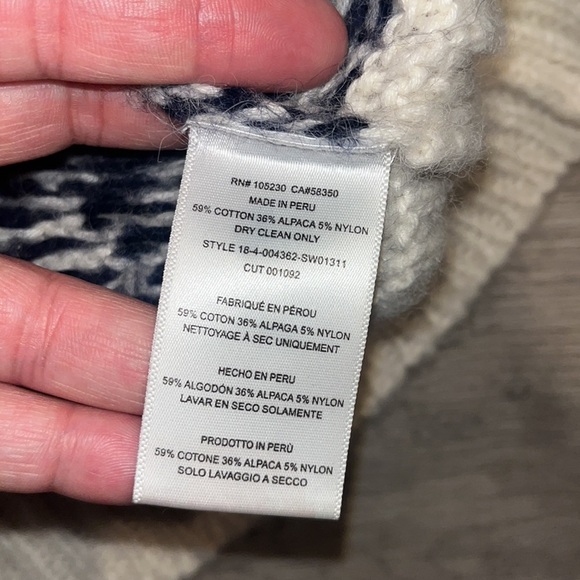 RN# 105230 CA#58350
MADE IN PERU
59% COTTON 36% ALPACA 5% NYLON
DRY CLEAN ONLY
STYLE 18-4-004362-SW01311
CUT 001092
FABRIQUÉ EN PÉROU
59% COTON 36% ALPAGA 5% NYLON
NETTOYAGE À SEC UNIQUEMENT
HECHO EN PERU
59% ALGODÓN 36% ALPACA 5% NYLON
LAVAR EN SECO SOLAMENTE
PRODOTTO IN PERÙ
59% COTONE 36% ALPACA 5% NYLON
SOLO LAVAGGIO A SECCO